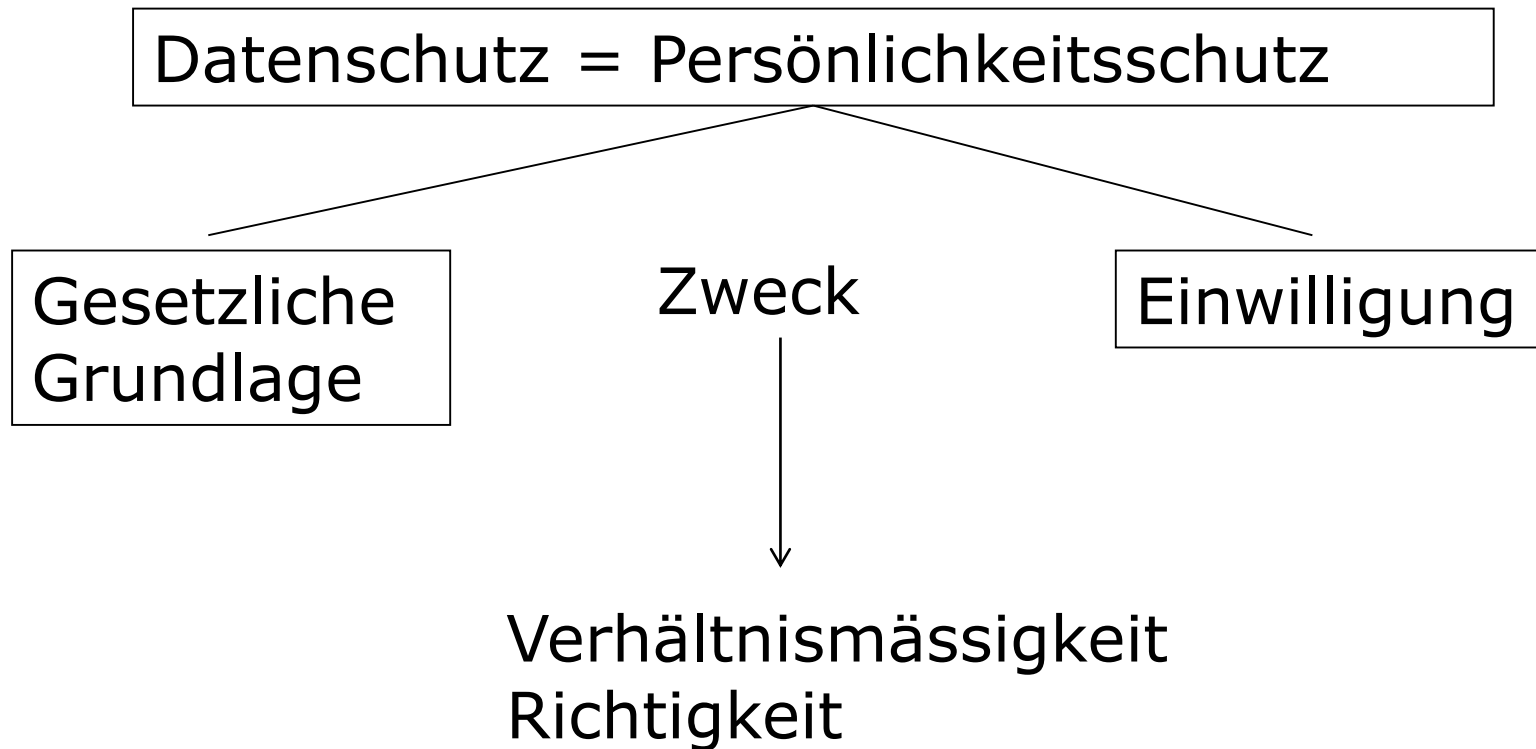 Datenschutz = Persönlichkeitsschutz
Gesetzliche
Grundlage
Zweck
Einwilligung
Verhältnismässigkeit
Richtigkeit